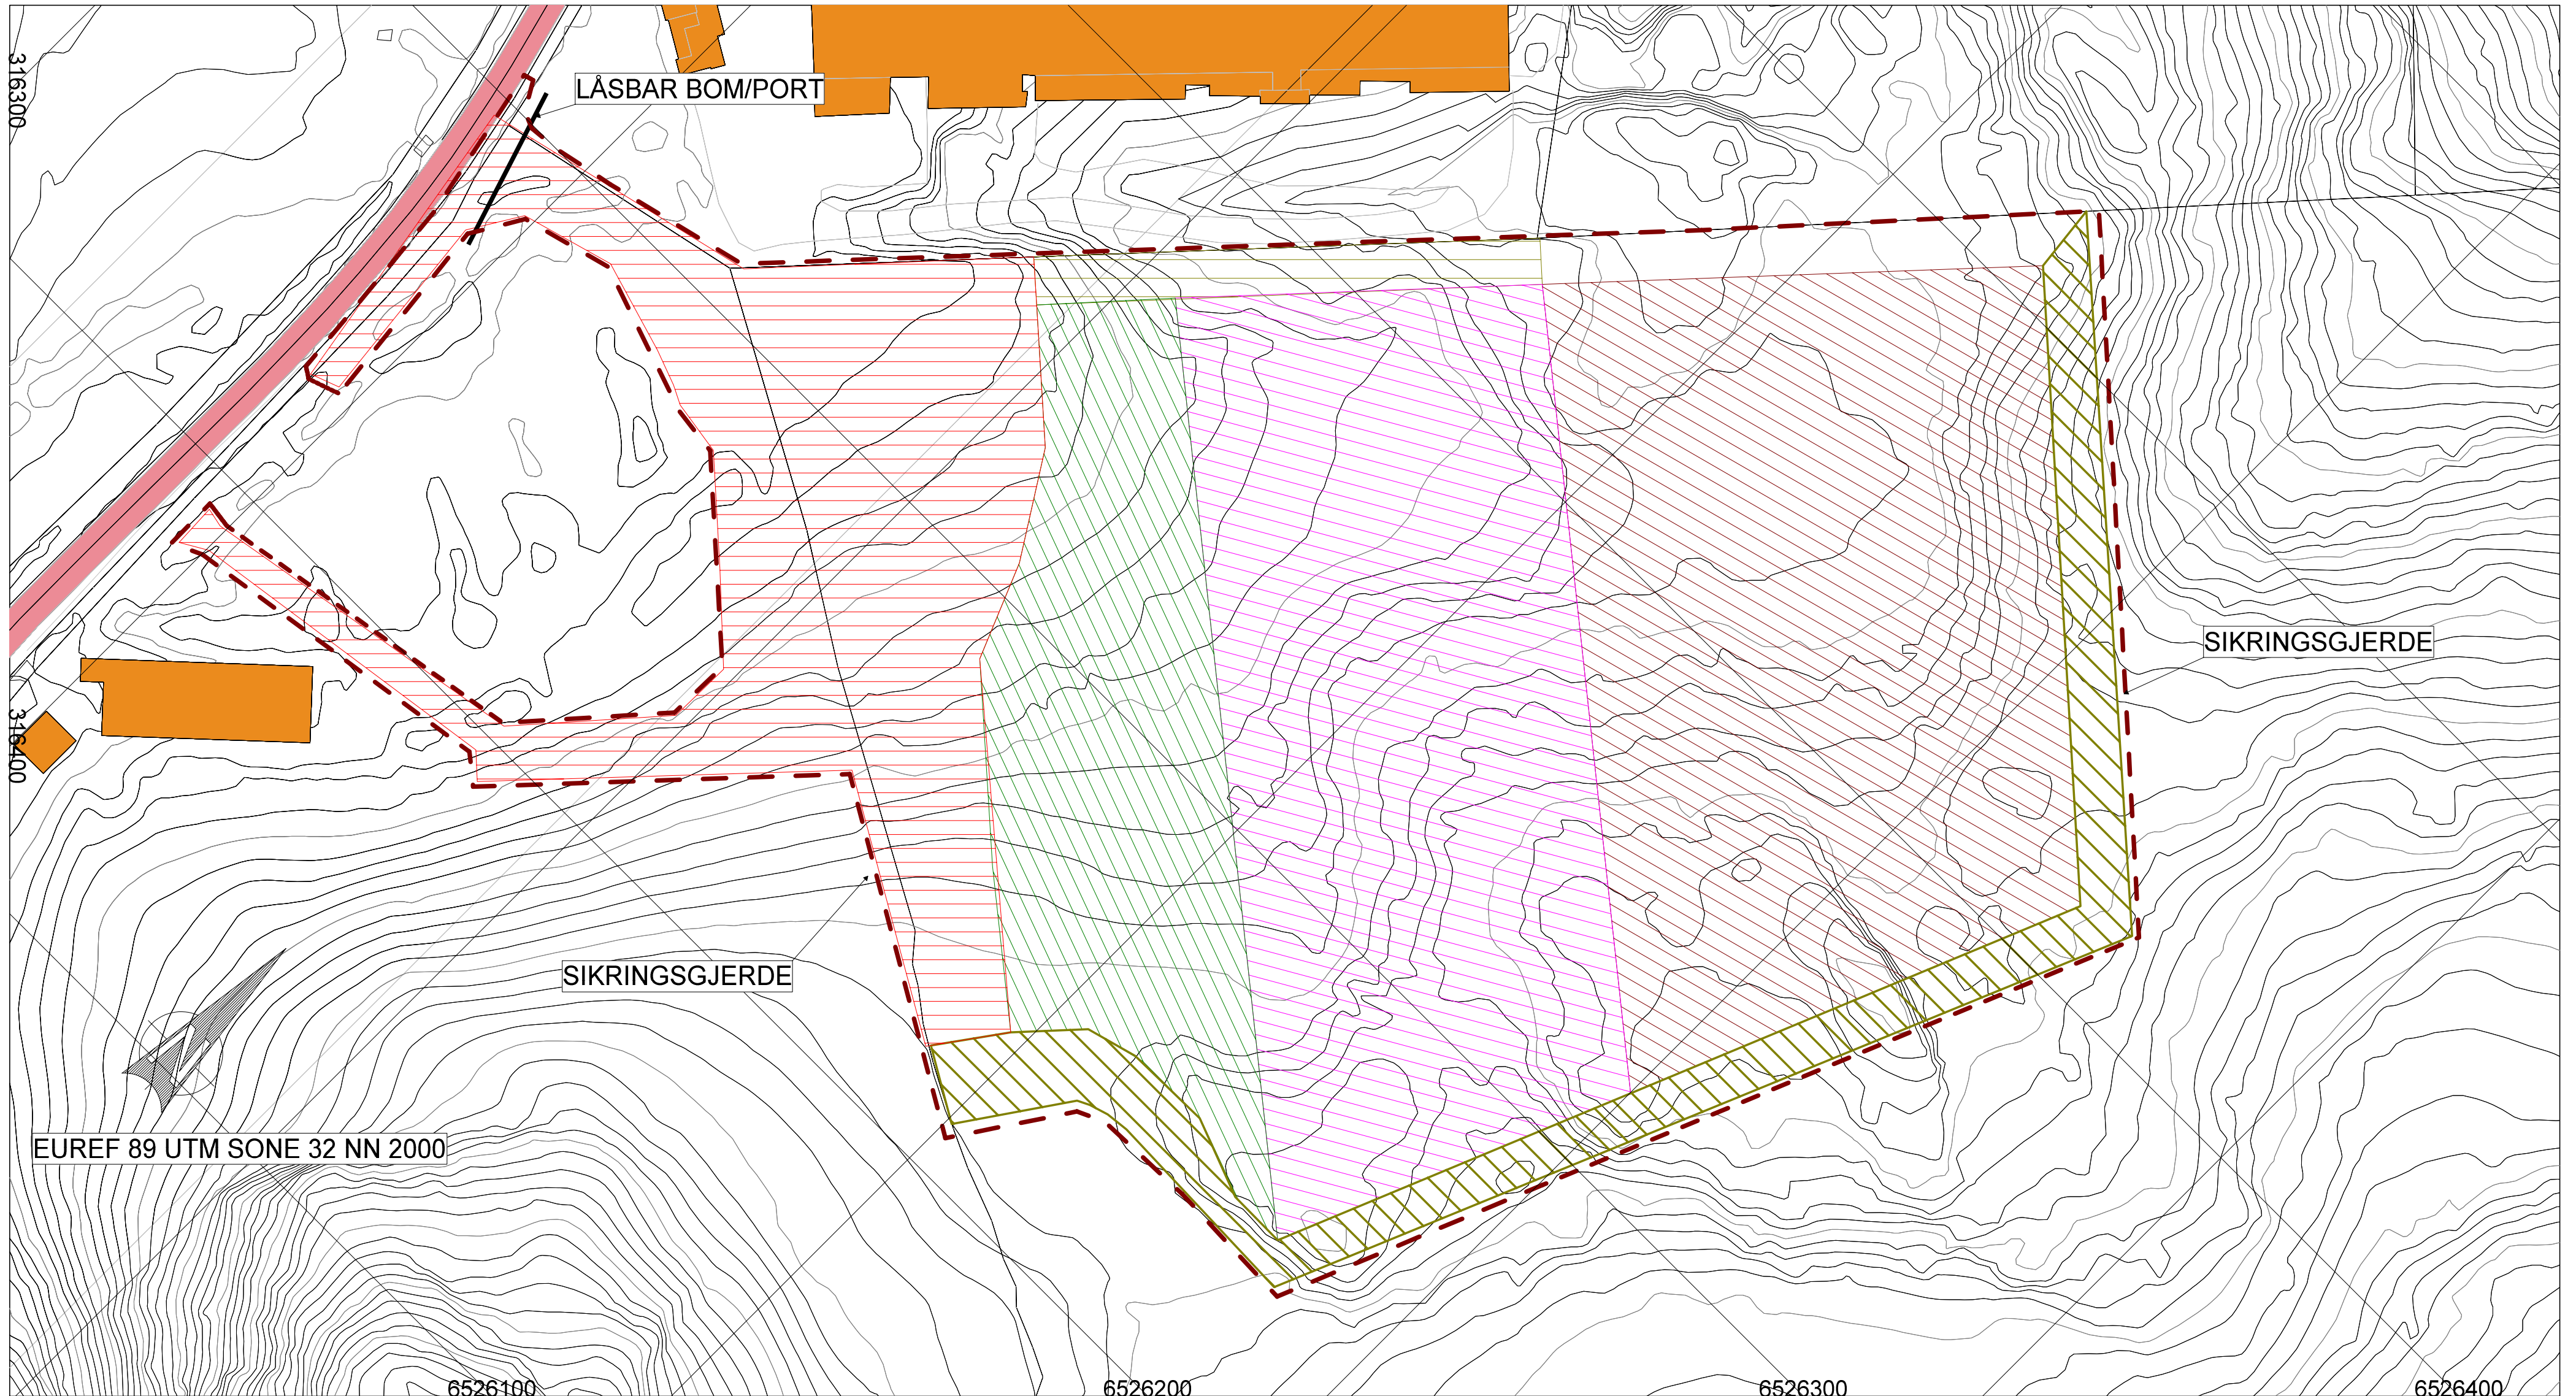 316300
LÅSBAR BOM/PORT
SIKRINGSGJERDE
316400
SIKRINGSGJERDE
EUREF 89 UTM SONE 32 NN 2000
6526100
6526200
6526300
6526400